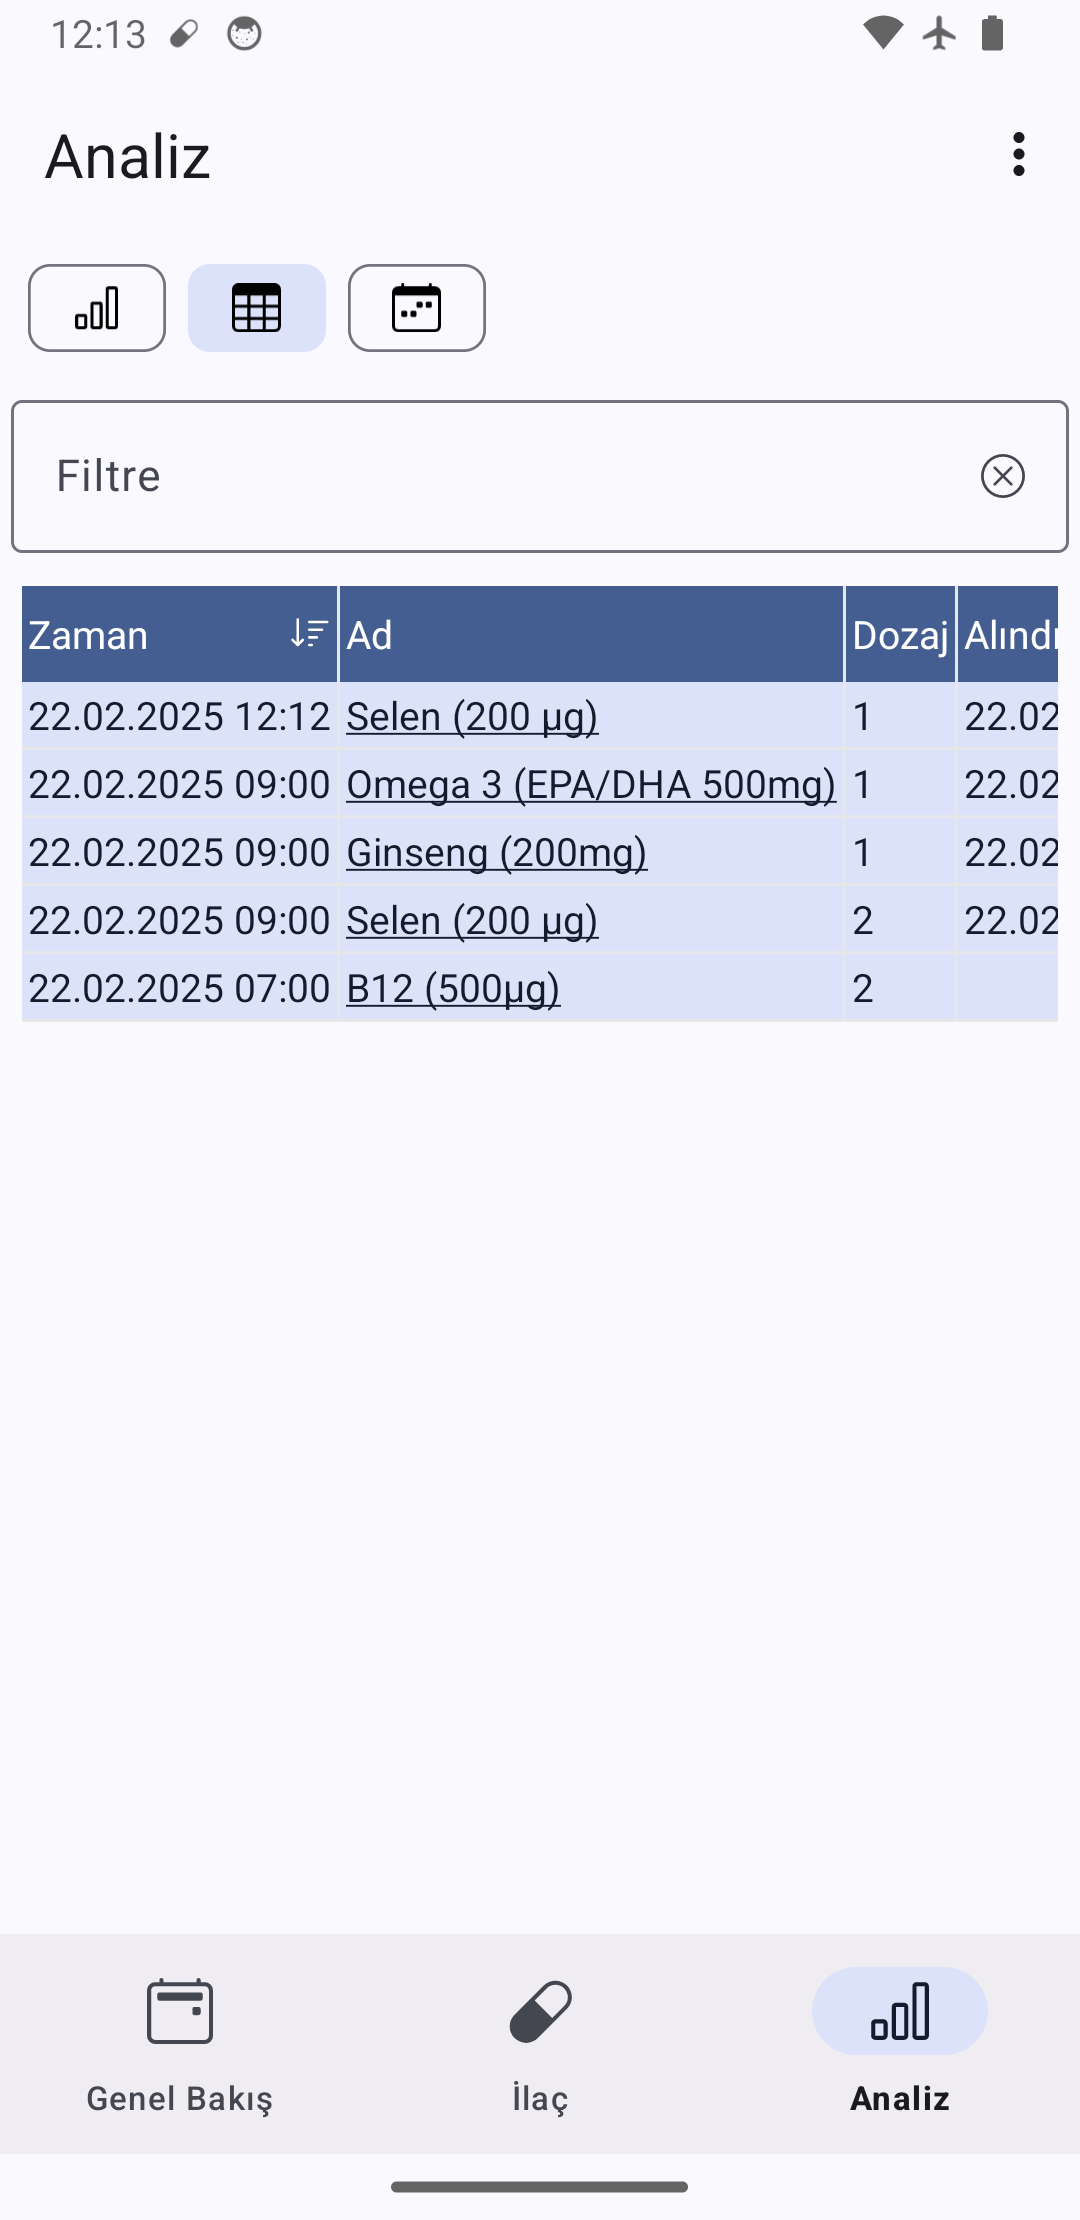 12:13
Analiz
Filtre
Zaman Ad Dozaj Alındı
22.02.2025 12:12 Selen (200 µg) 1 22.02
22.02.2025 09:00 Omega 3 (EPA/DHA 500mg) 1 22.02
22.02.2025 09:00 Ginseng (200mg) 1 22.02
22.02.2025 09:00 Selen (200 µg) 2 22.02
22.02.2025 07:00 B12 (500µg) 2
Genel Bakış İlaç Analiz